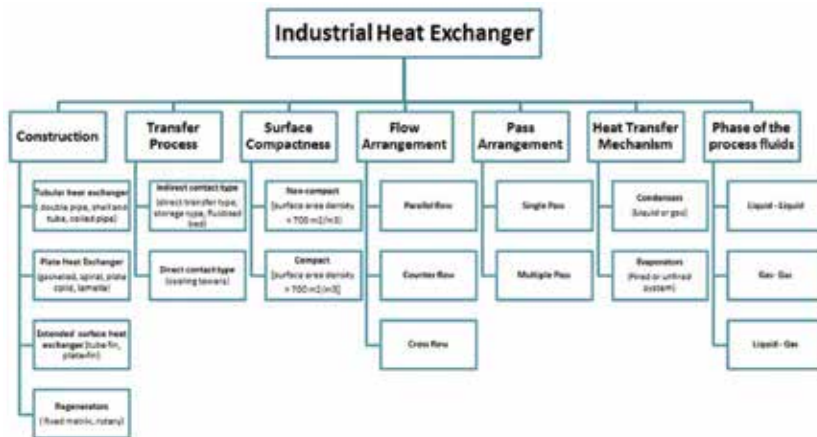 Industrial Heat Exchanger
Construction
Tubular heat exchanger
( double pipe, shell and
tube, coiled pipe)
Plate Heat Exchanger
(gasketed, spiral, plate
lamella)
Extended surface heat
exchanger (tube fin,
plate-fin)
Regenerators
(fixed matrix, rotary)
Transfer
Process
Indirect contact type
(direct transfer type,
storage type, fluidized
bed)
Direct contact type
(cooling towers)
Surface
Compactness
Non-compact
(surface area density
< 700 m2/m3)
Compact
[surface area density
> 700 m2/m3]
Flow
Arrangement
Parallel flow
Counter flow
Cross flow
Pass
Arrangement
Single Pass
Multiple Pass
Heat Transfer
Mechanism
Condensers
(Liquid or gas)
Evaporators
(Fired or unfired
system)
Phase of the
process fluids
Liquid - Liquid
Gas- Gas
Liquid - Gas